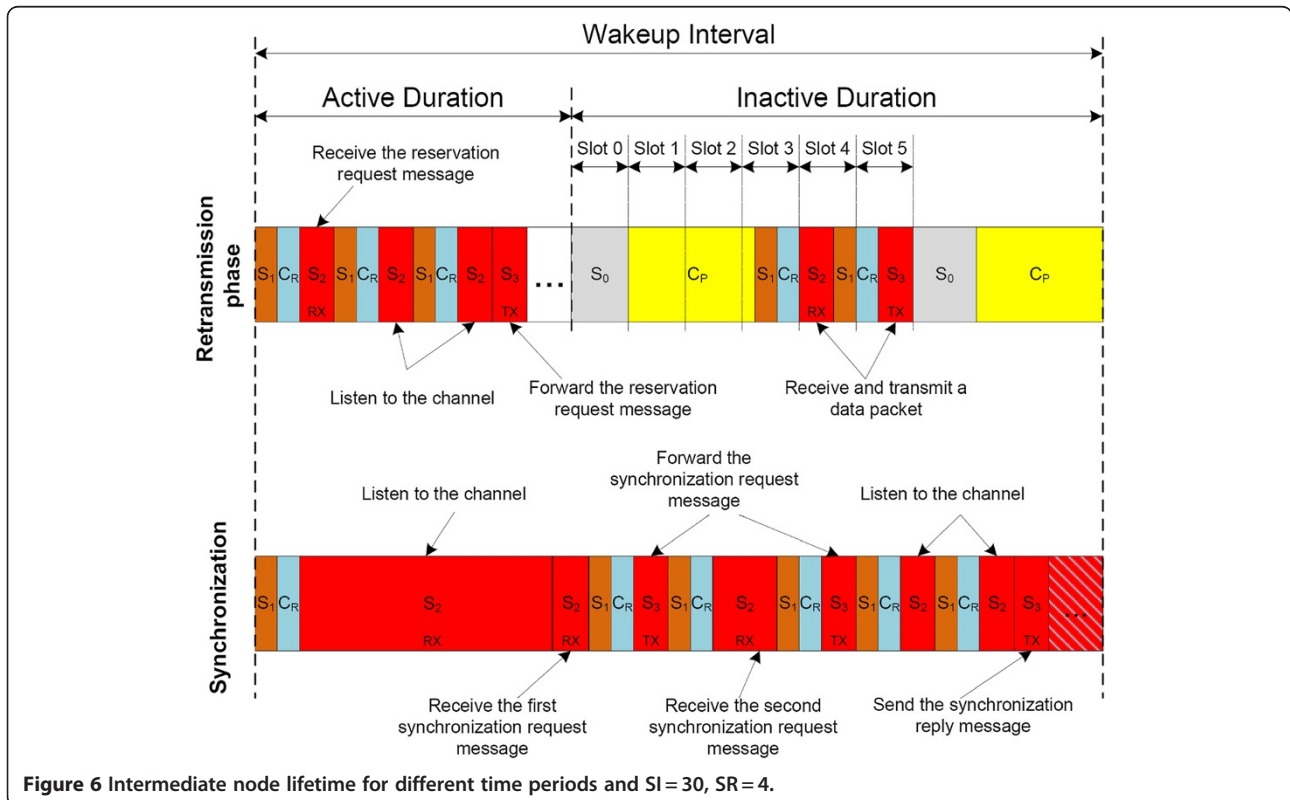 Wakeup Interval
Active Duration
Inactive Duration
Receive the reservation
request message
Slot 0 Slot 1 Slot 2 Slot 3 Slot 4 Slot 5
Retransmission
phase
S1 CR S2 S1 CR S2 S1 CR S2 S3 ... S0 CP S1 CR S2 S1 CR S3 S0 CP
RX TX RX TX
Listen to the channel
Forward the reservation
request message
Receive and transmit a
data packet
Forward the
synchronization request
message
Listen to the channel
Listen to the channel
Synchronization
S1 CR S2 S2 S1 CR S3 S1 CR S2 S1 CR S3 S1 CR S2 S1 CR S2 S3 ...
RX RX TX RX TX TX
Receive the first
synchronization request
message
Receive the second
synchronization request
message
Send the synchronization
reply message
Figure 6 Intermediate node lifetime for different time periods and SI = 30, SR = 4.